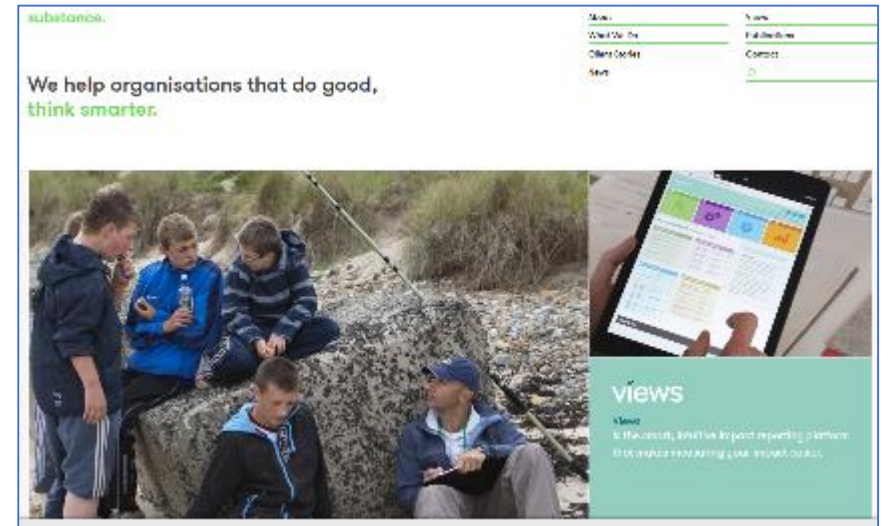 substance.
About
Views
What We Do
Publications
Client Stories
Contact
News
We help organisations that do good,
think smarter.
views
Views
is the smart, intuitive impact reporting platform
that makes measuring your impact easier.